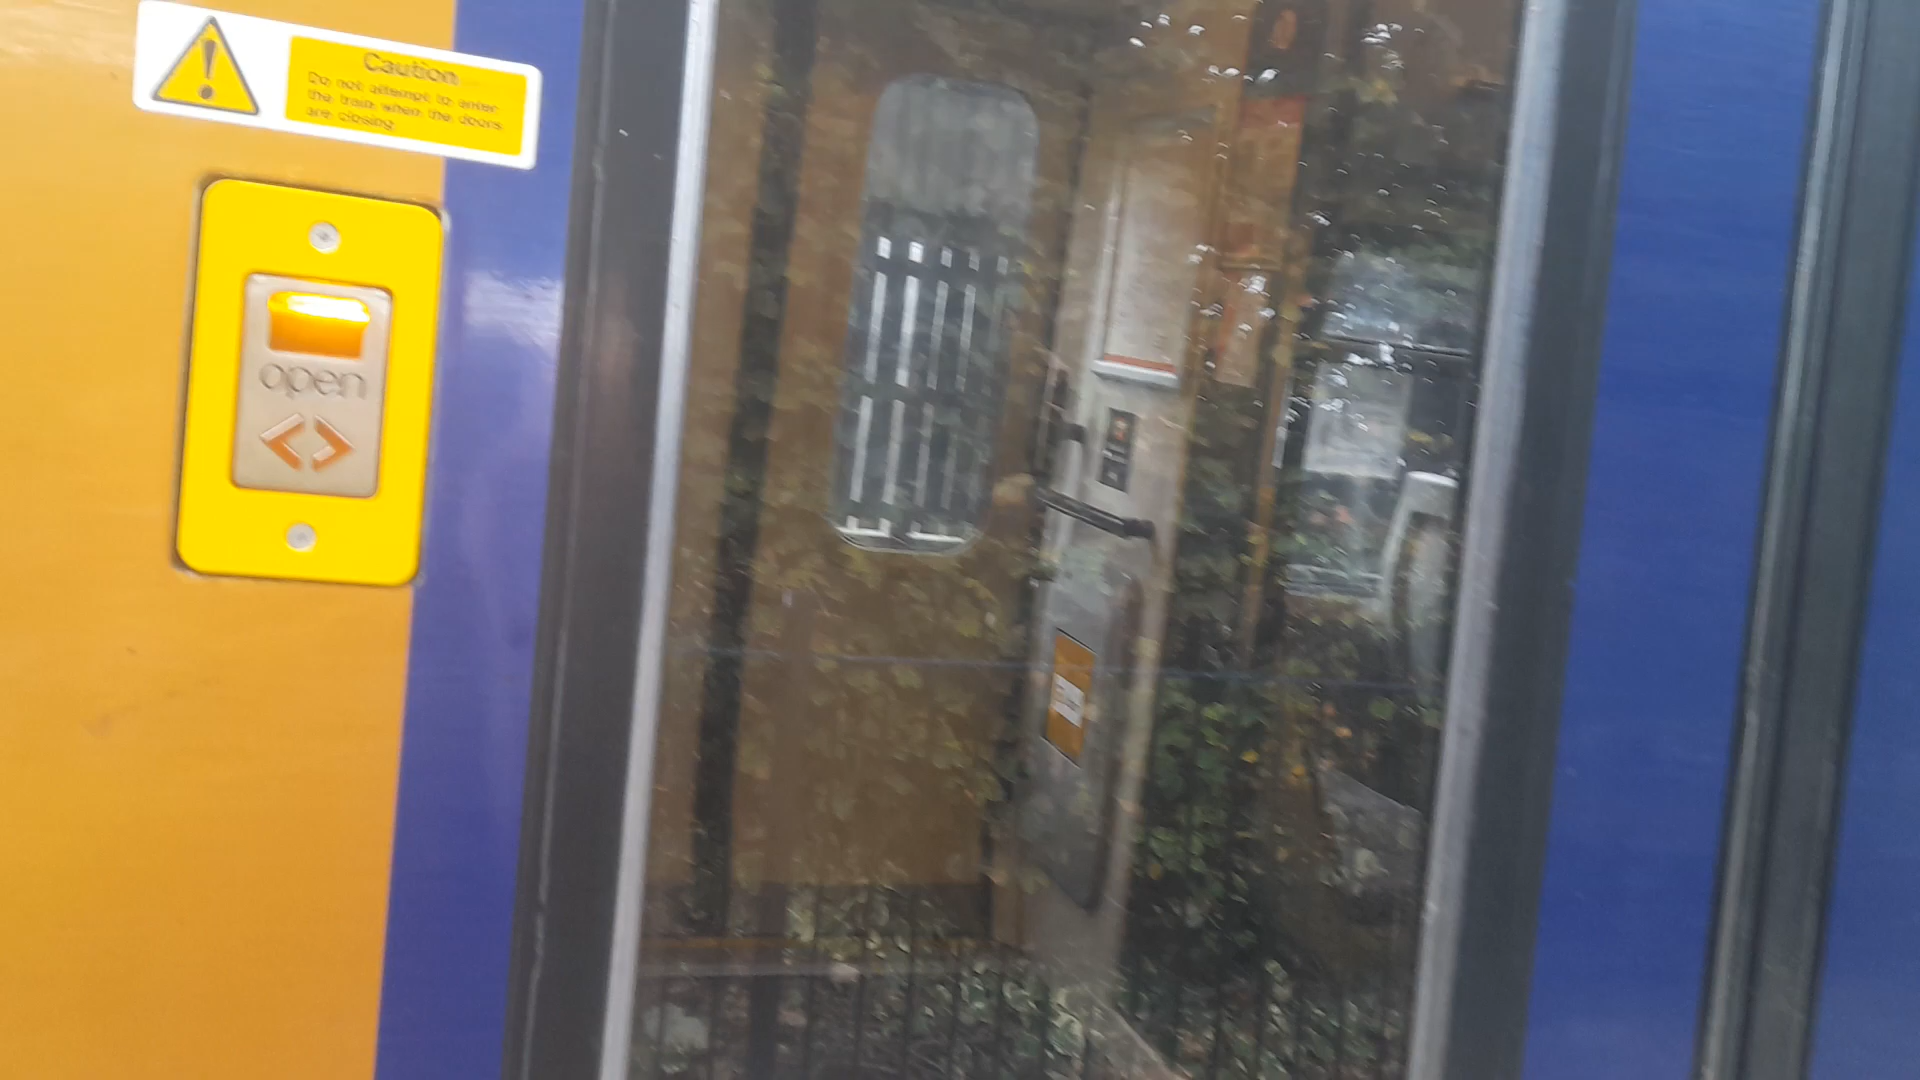 Caution
Do not attempt to enter
the train when the doors
are closing
open